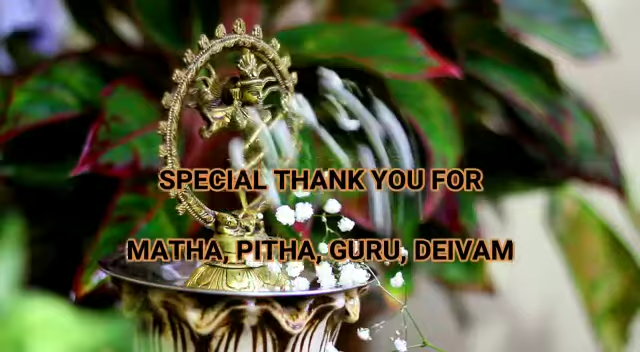 SPECIAL THANK YOU FOR
MATHA, PITHA, GURU, DEIVAM